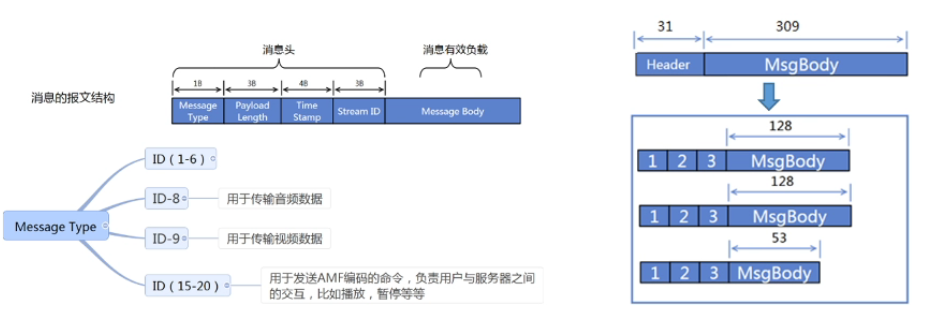 消息头
消息有效负载
1B
3B
4B
3B
消息的报文结构
Message Type
Payload Length
Time Stamp
Stream ID
Message Body
Message Type
ID（1-6）
ID-8
用于传输音频数据
ID-9
用于传输视频数据
ID（15-20）
用于发送AMF编码的命令，负责用户与服务器之间
的交互，比如播放，暂停等等
31
309
Header
MsgBody
128
1
2
3
MsgBody
128
1
2
3
MsgBody
53
1
2
3
MsgBody